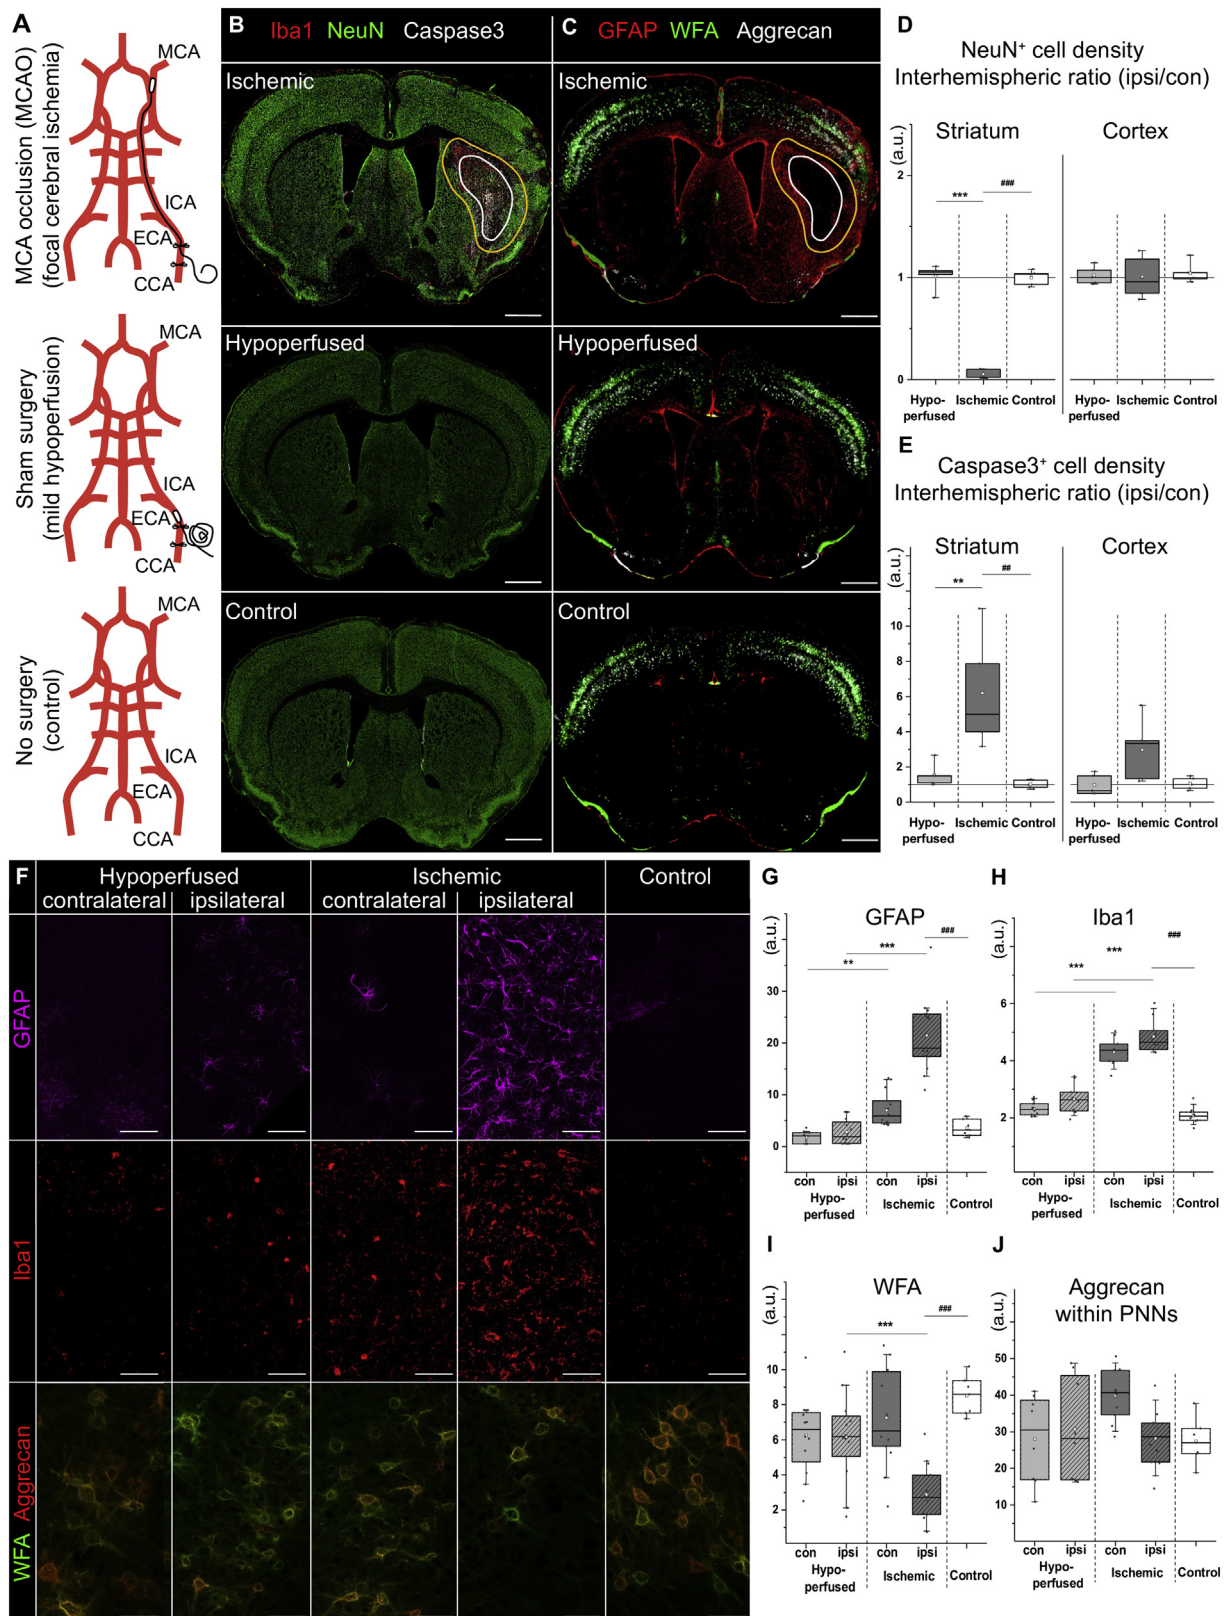 A
MCA occlusion (MCAO)
(focal cerebral ischemia)
MCA
ICA
ECA
CCA
Sham surgery
(mild hypoperfusion)
MCA
ICA
ECA
CCA
No surgery
(control)
MCA
ICA
ECA
CCA
B Iba1 NeuN Caspase3
Ischemic
Hypoperfused
Control
C GFAP WFA Aggrecan
Ischemic
Hypoperfused
Control
D
NeuN⁺ cell density
Interhemispheric ratio (ipsi/con)
Striatum Cortex
(a.u.)
2
1
0
*** ###
Hypo-
perfused Ischemic Control
Hypo-
perfused Ischemic Control
E
Caspase3⁺ cell density
Interhemispheric ratio (ipsi/con)
Striatum Cortex
(a.u.)
10
8
6
4
2
0
** ##
Hypo-
perfused Ischemic Control
Hypo-
perfused Ischemic Control
F
Hypoperfused Ischemic Control
contralateral ipsilateral contralateral ipsilateral
GFAP
Iba1
WFA Aggrecan
G
GFAP
(a.u.)
30
20
10
0
** *** ###
con ipsi con ipsi
Hypo-
perfused Ischemic Control
H
Iba1
(a.u.)
8
6
4
2
*** *** ###
con ipsi con ipsi
Hypo-
perfused Ischemic Control
I
WFA
(a.u.)
10
8
6
4
2
*** ###
con ipsi con ipsi
Hypo-
perfused Ischemic Control
J
Aggrecan
within PNNs
(a.u.)
50
40
30
20
10
con ipsi con ipsi
Hypo-
perfused Ischemic Control